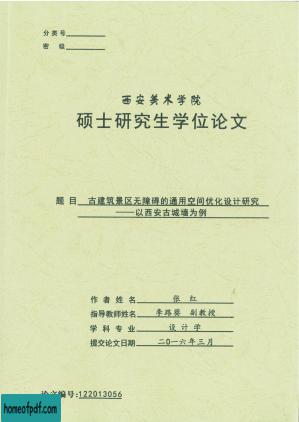 分类号
密 级
西安美术学院
硕士研究生学位论文
题 目 古建筑景区无障碍的通用空间优化设计研究
——以西安古城墙为例
作 者 姓 名 张 红
指导教师姓名 李路葵 副教授
学 科 专 业 设 计 学
提交论文日期 二〇一六年三月
论文编号:122013056
homeofpdf.com
homeofpdf.com